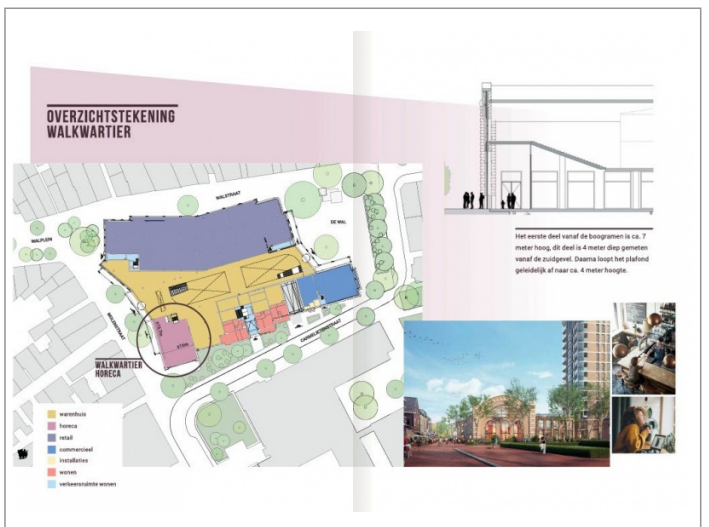 OVERZICHTSTEKENING
WALKWARTIER
WALSTRAAT
WALPLEIN
DE WAL
CARMELIETENSTRAAT
WALKWARTIER
HORECA
warenhuis
horeca
retail
commercieel
installaties
wonen
verkeersruimte wonen
Het eerste deel vanaf de boogramen is ca. 7
meter hoog, dit deel is 4 meter diep gemeten
vanaf de zuidgevel. Daarna loopt het plafond
geleidelijk af naar ca. 4 meter hoogte.